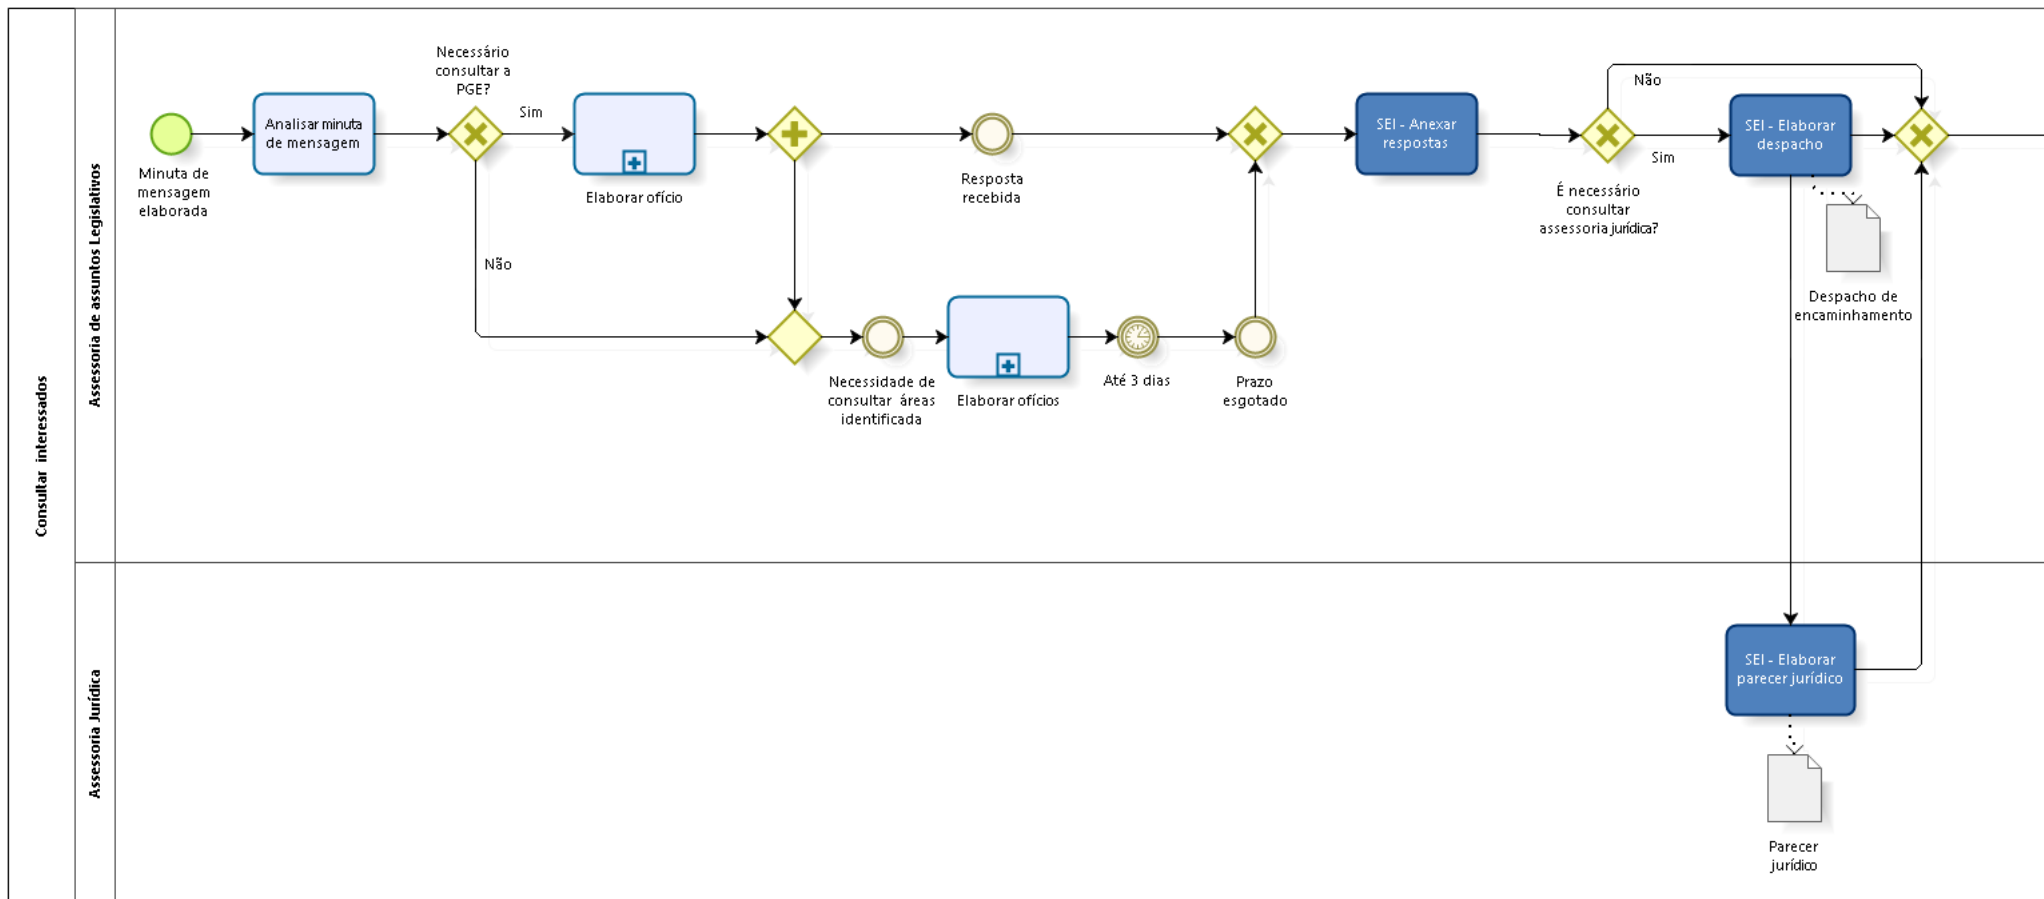 Consultar interessados
Assessoria de assuntos Legislativos
Minuta de
mensagem
elaborada
Analisar minuta
de mensagem
Necessário
consultar a
PGE?
Sim
Não
Elaborar ofício
Resposta
recebida
Necessidade de
consultar áreas
identificada
Elaborar ofícios
Até 3 dias
Prazo
esgotado
SEI - Anexar
respostas
É necessário
consultar
assessoria jurídica?
Não
Sim
SEI - Elaborar
despacho
Despacho de
encaminhamento
Assessoria Jurídica
SEI - Elaborar
parecer jurídico
Parecer
jurídico